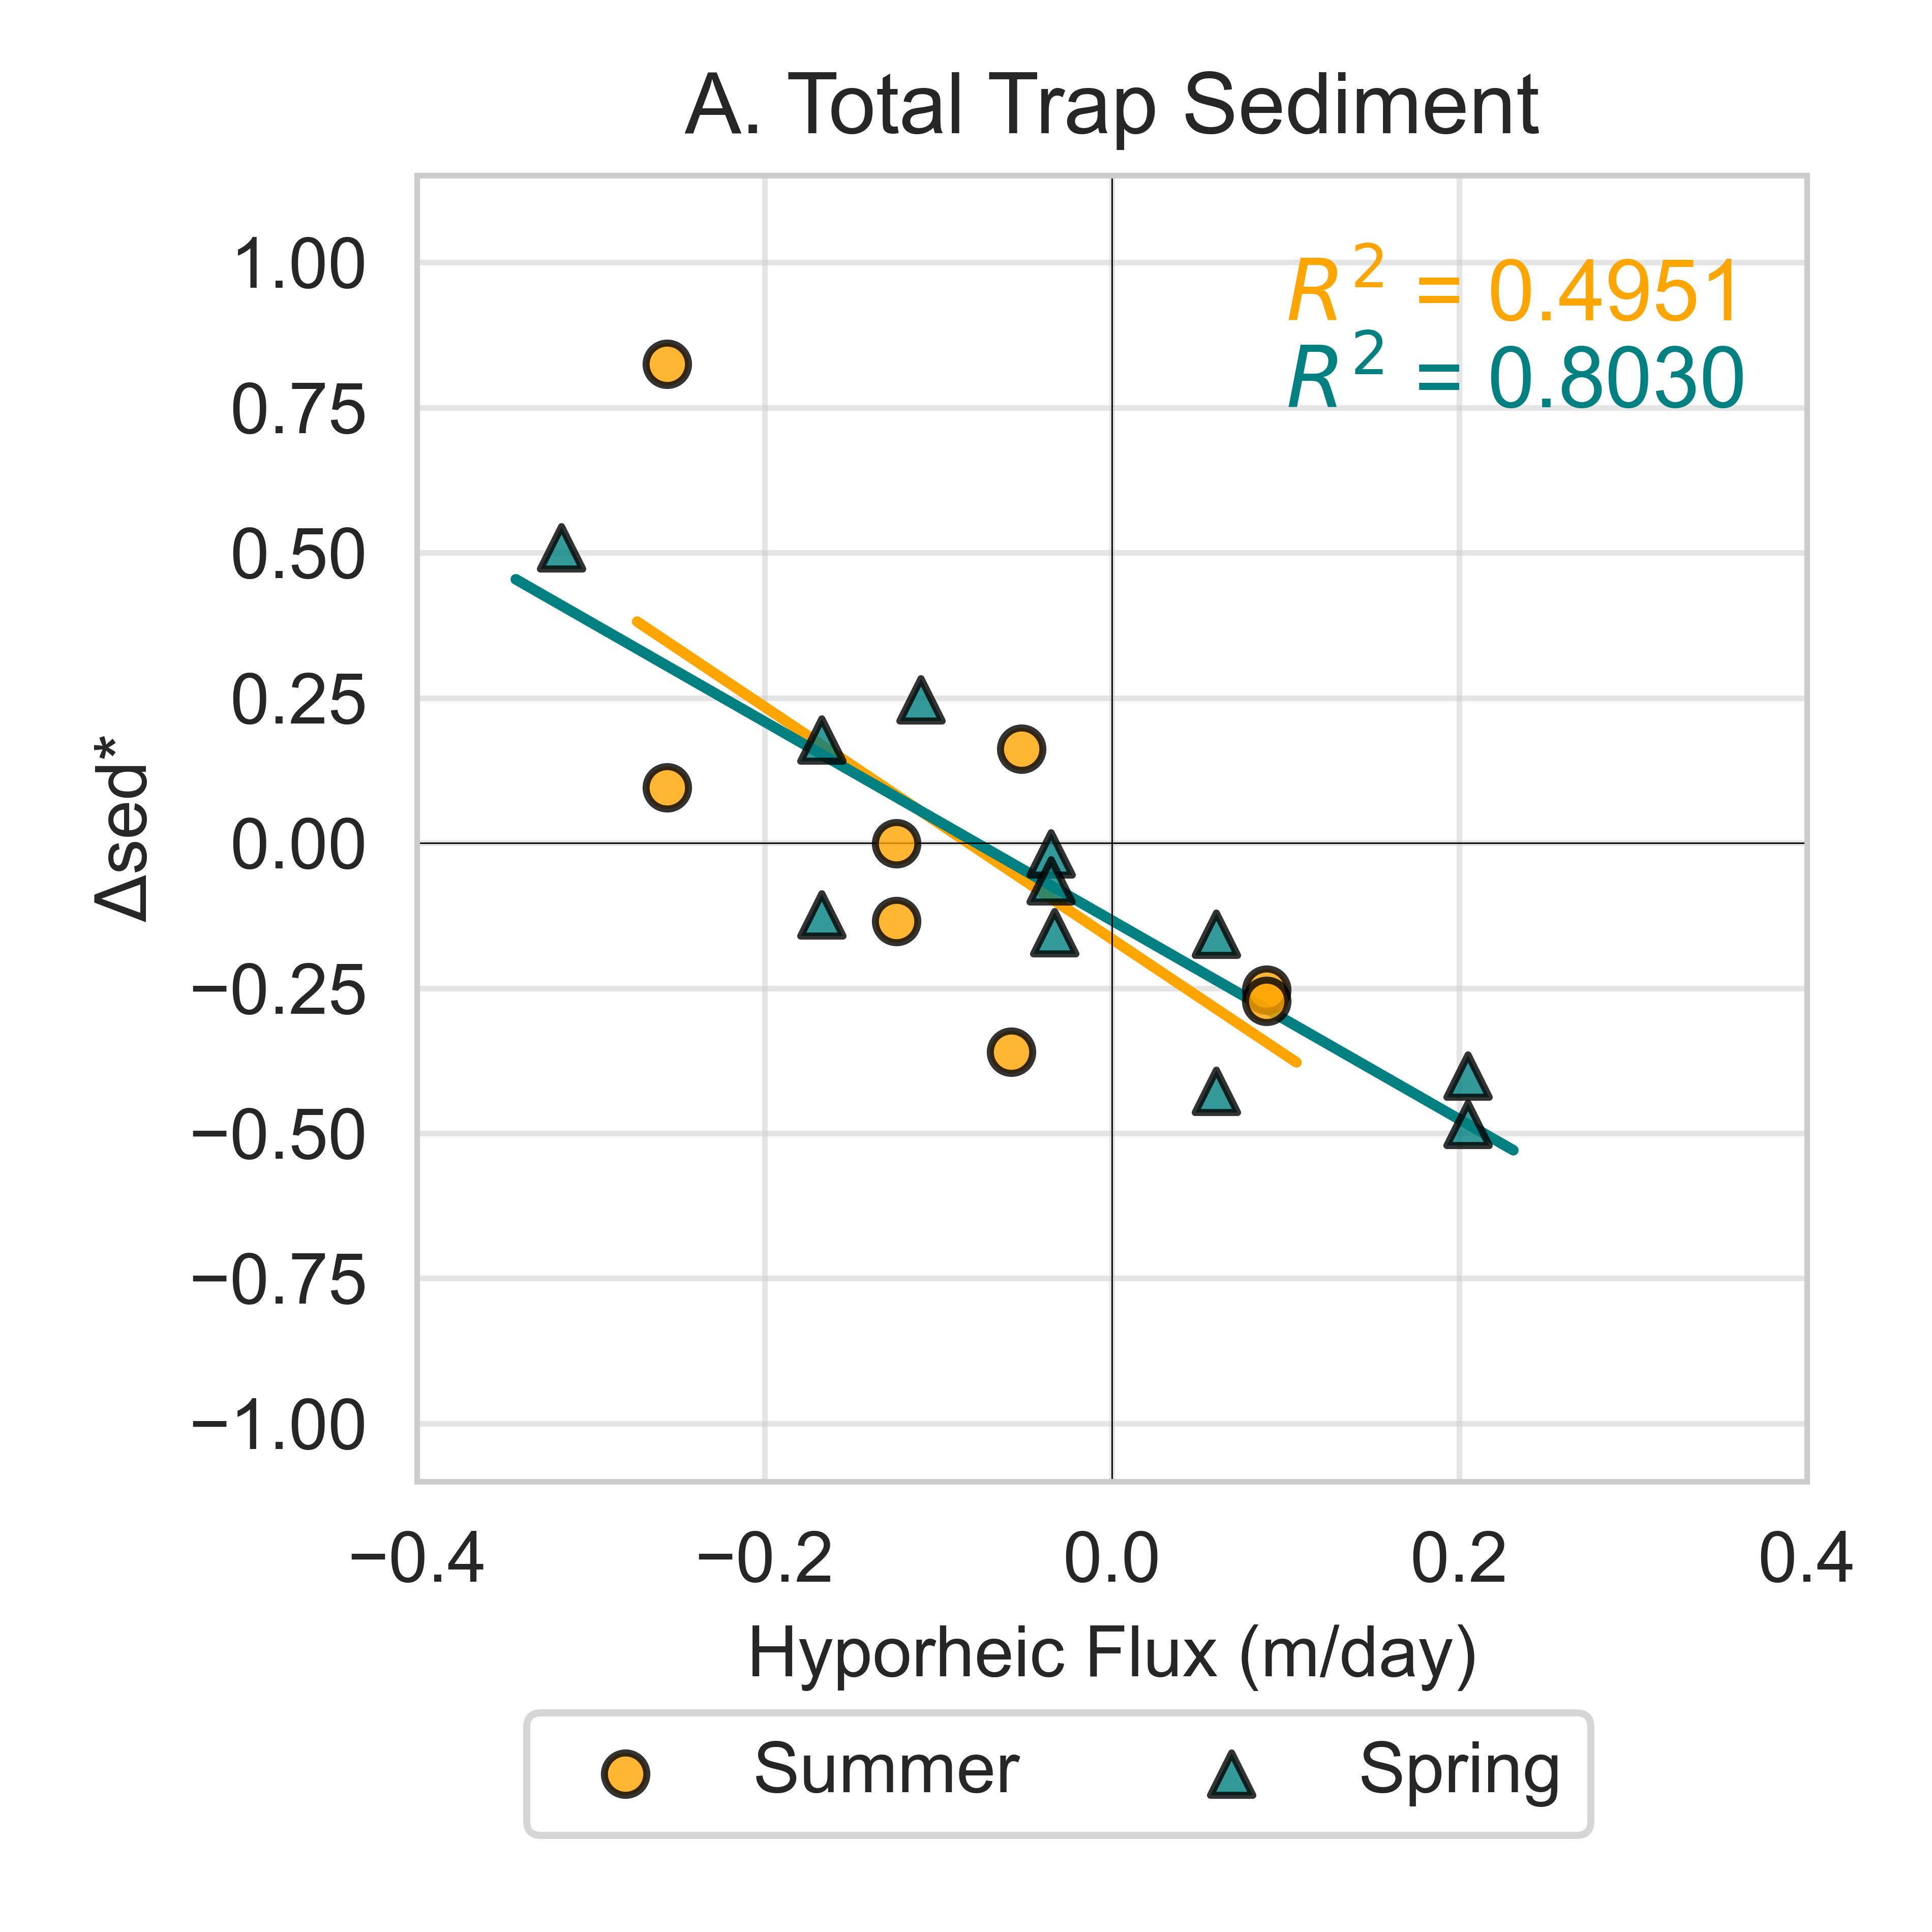 A. Total Trap Sediment
R² = 0.4951
R² = 0.8030
1.00
0.75
0.50
0.25
0.00
−0.25
−0.50
−0.75
−1.00
Δsed*
−0.4 −0.2 0.0 0.2 0.4
Hyporheic Flux (m/day)
Summer Spring